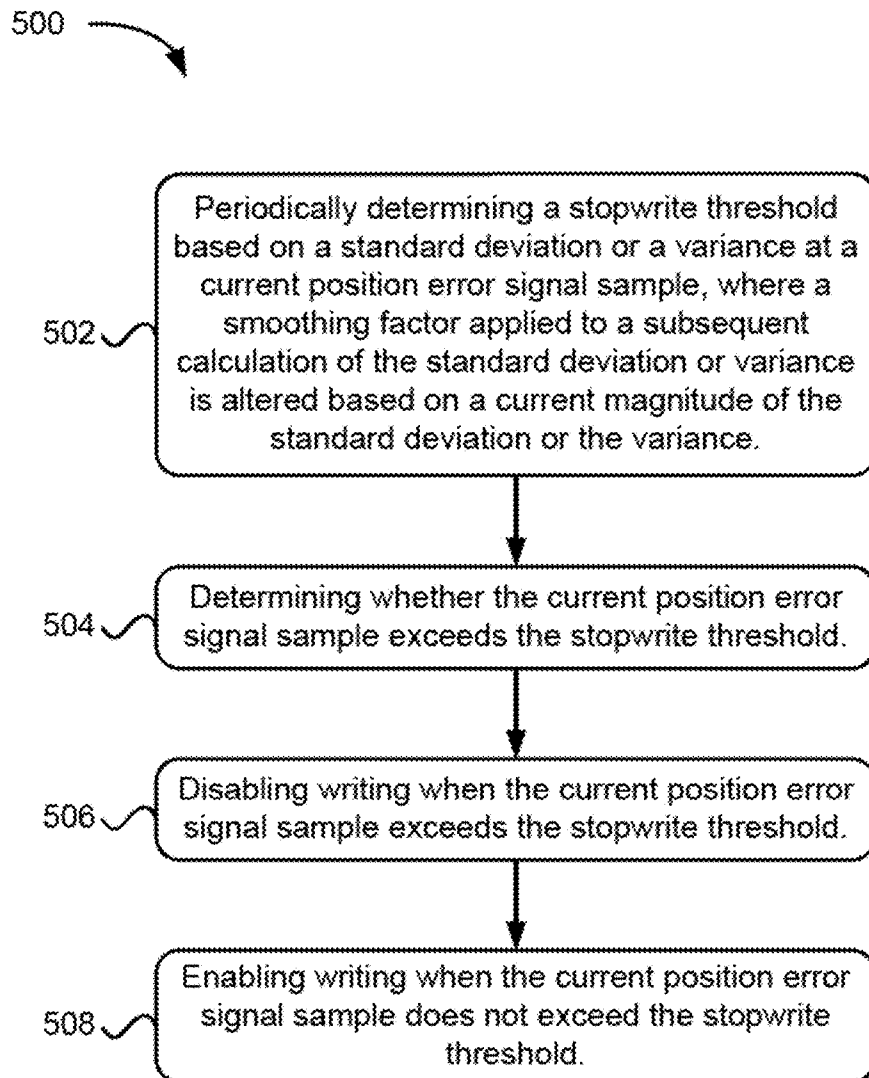 500
Periodically determining a stopwrite threshold
based on a standard deviation or a variance at a
current position error signal sample, where a
smoothing factor applied to a subsequent
calculation of the standard deviation or variance
is altered based on a current magnitude of the
standard deviation or the variance.
502
Determining whether the current position error
signal sample exceeds the stopwrite threshold.
504
Disabling writing when the current position error
signal sample exceeds the stopwrite threshold.
506
Enabling writing when the current position error
signal sample does not exceed the stopwrite
threshold.
508